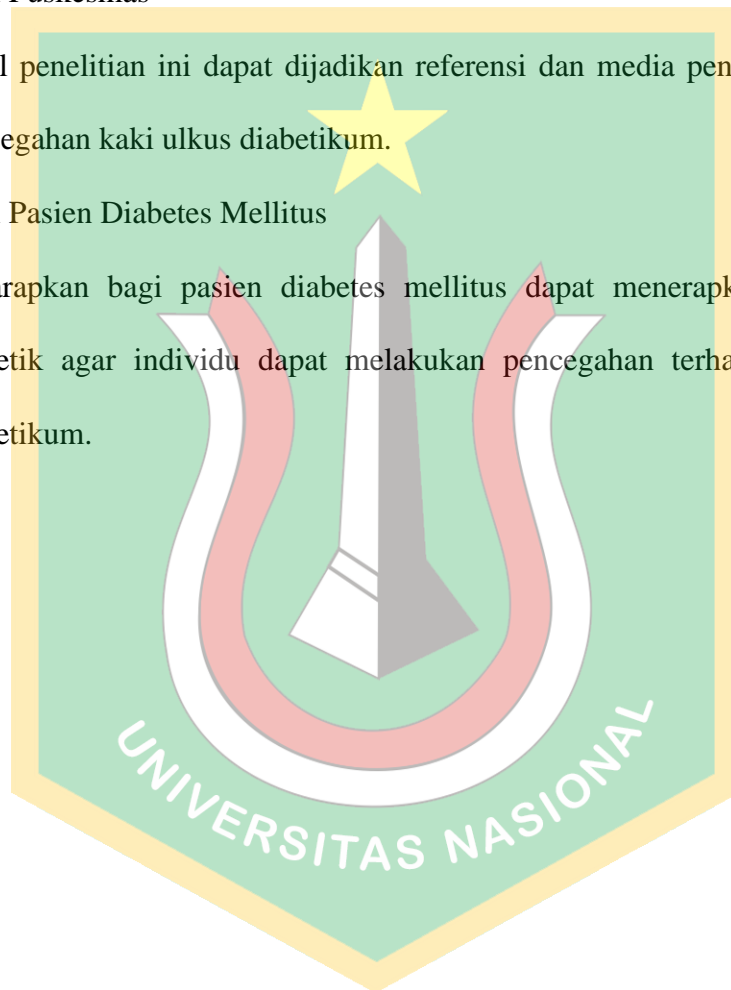 Puskesmas
l penelitian ini dapat dijadikan referensi dan media pen
egahan kaki ulkus diabetikum.
Pasien Diabetes Mellitus
rapkan bagi pasien diabetes mellitus dapat menerapk
etik agar individu dapat melakukan pencegahan terha
etikum.
UNIVERSITAS NASIONAL